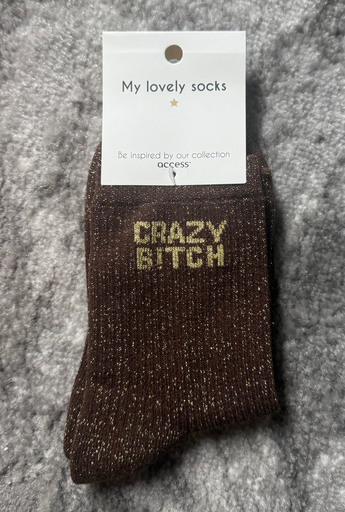 My lovely socks
Be inspired by our collection
access
CRAZY
BITCH